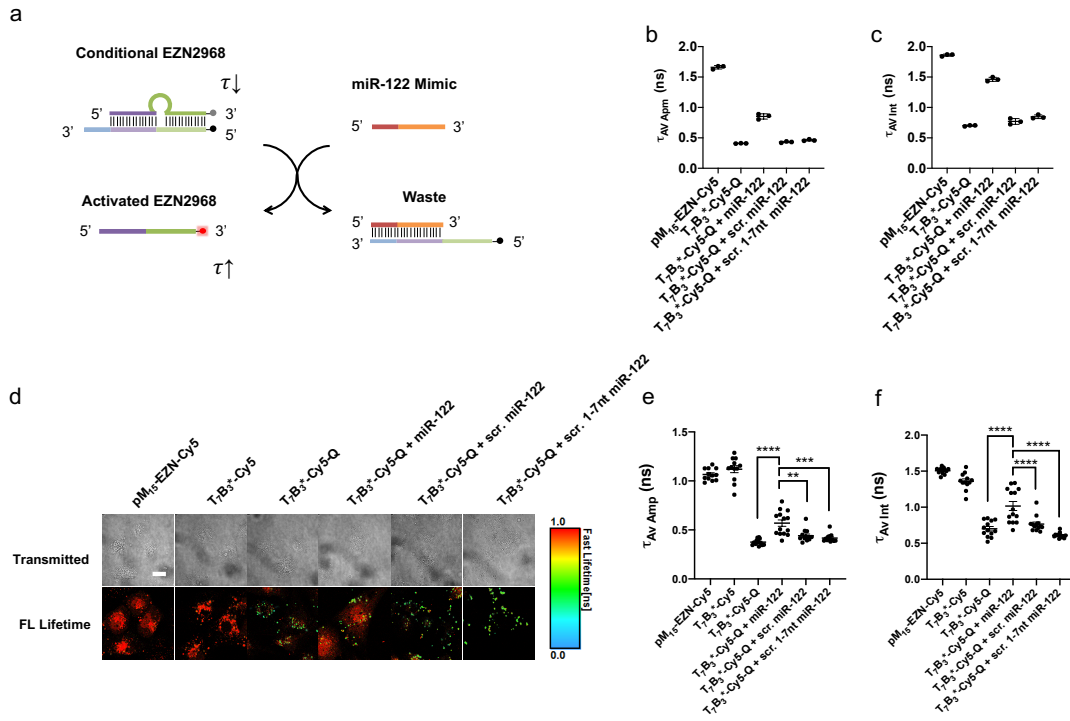 a
Conditional EZN2968
τ↓
5’
3’
3’
5’
miR-122 Mimic
5’
3’
Activated EZN2968
5’
3’
τ↑
Waste
3’
5’
b
τAV Apm (ns)
2.0
1.5
1.0
0.5
0.0
pM15-EZN-Cy5
T7B3*-Cy5-Q
T7B3*-Cy5-Q + miR-122
T7B3*-Cy5-Q + scr. miR-122
T7B3*-Cy5-Q + scr. 1-7nt miR-122
c
τAV Int (ns)
2.0
1.5
1.0
0.5
0.0
pM15-EZN-Cy5
T7B3*-Cy5-Q
T7B3*-Cy5-Q + miR-122
T7B3*-Cy5-Q + scr. miR-122
T7B3*-Cy5-Q + scr. 1-7nt miR-122
d
pM15-EZN-Cy5
T7B3*-Cy5
T7B3*-Cy5-Q
T7B3*-Cy5-Q + miR-122
T7B3*-Cy5-Q + scr. miR-122
T7B3*-Cy5-Q + scr. 1-7nt miR-122
Transmitted
FL Lifetime
1.0
Fast Lifetime[ns]
0.0
e
τAv Amp (ns)
1.5
1.0
0.5
0.0
****
***
**
pM15-EZN-Cy5
T7B3*-Cy5
T7B3*-Cy5-Q
T7B3*-Cy5-Q + miR-122
T7B3*-Cy5-Q + scr. miR-122
T7B3*-Cy5-Q + scr. 1-7nt miR-122
f
τAv Int (ns)
2.0
1.5
1.0
0.5
0.0
****
****
****
pM15-EZN-Cy5
T7B3*-Cy5
T7B3*-Cy5-Q
T7B3*-Cy5-Q + miR-122
T7B3*-Cy5-Q + scr. miR-122
T7B3*-Cy5-Q + scr. 1-7nt miR-122